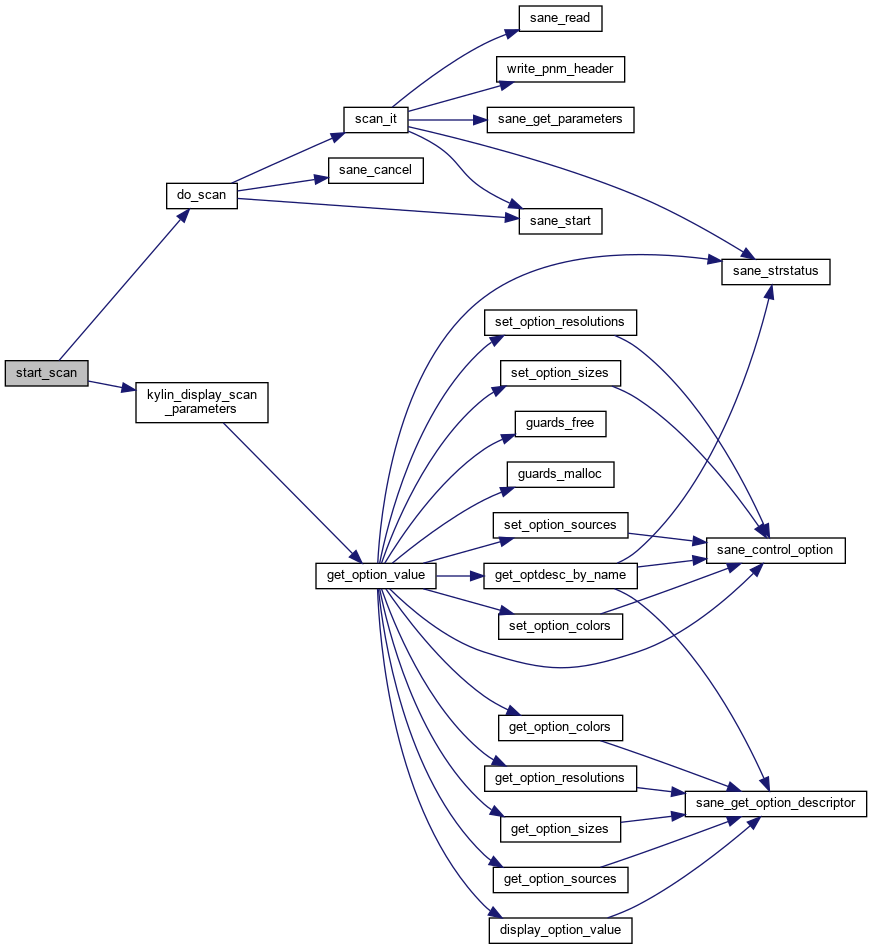 sane_read
write_pnm_header
scan_it
sane_get_parameters
sane_cancel
do_scan
sane_start
sane_strstatus
set_option_resolutions
start_scan
set_option_sizes
kylin_display_scan
_parameters
guards_free
guards_malloc
set_option_sources
sane_control_option
get_option_value
get_optdesc_by_name
set_option_colors
get_option_colors
get_option_resolutions
sane_get_option_descriptor
get_option_sizes
get_option_sources
display_option_value